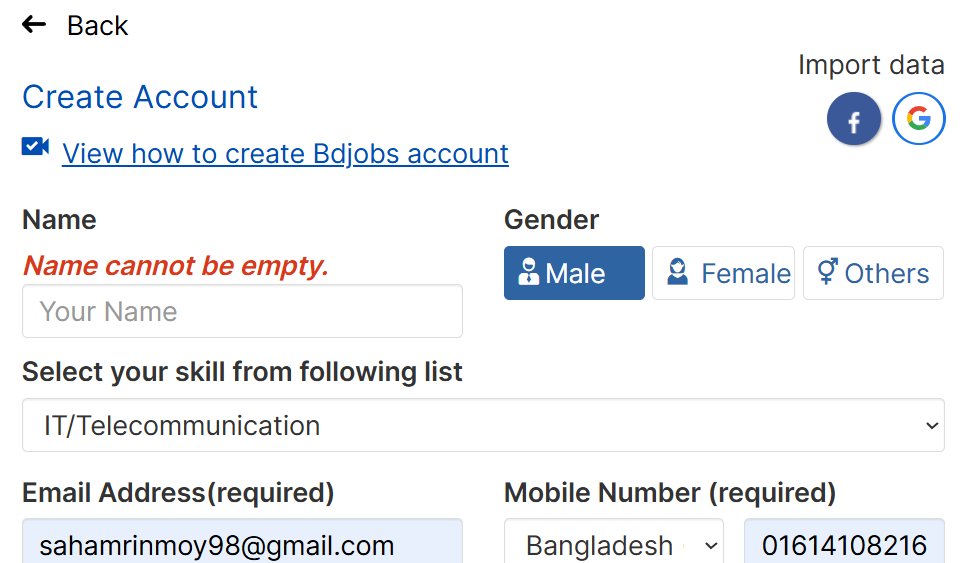 Back
Import data
Create Account
View how to create Bdjobs account
Name
Gender
Name cannot be empty.
Male
Female
Others
Your Name
Select your skill from following list
IT/Telecommunication
Email Address(required)
Mobile Number (required)
sahamrinmoy98@gmail.com
Bangladesh
01614108216